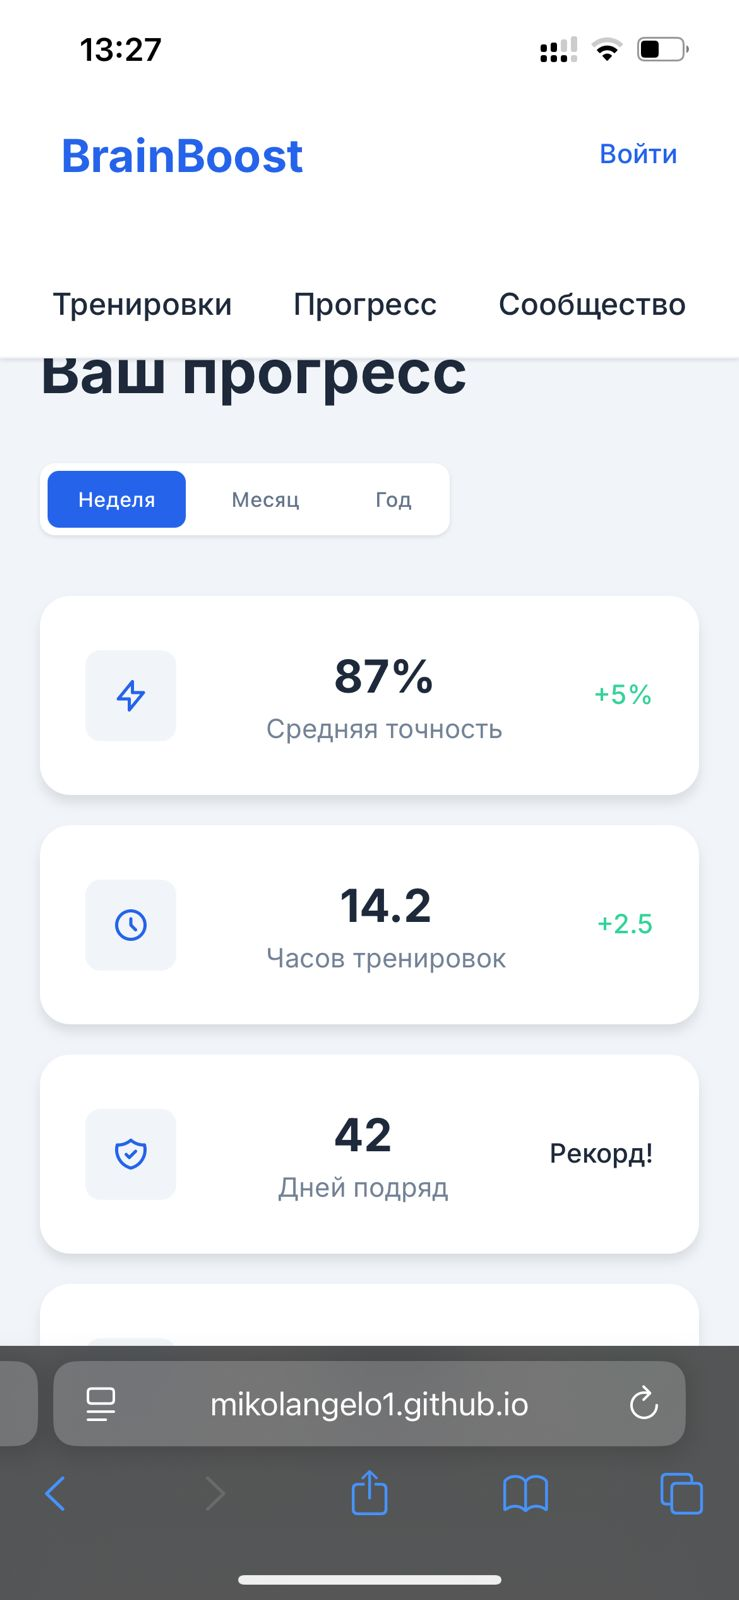 13:27
BrainBoost
Войти
Тренировки Прогресс Сообщество
Ваш прогресс
Неделя Месяц Год
87%
Средняя точность
+5%
14.2
Часов тренировок
+2.5
42
Дней подряд
Рекорд!
mikolangelo1.github.io